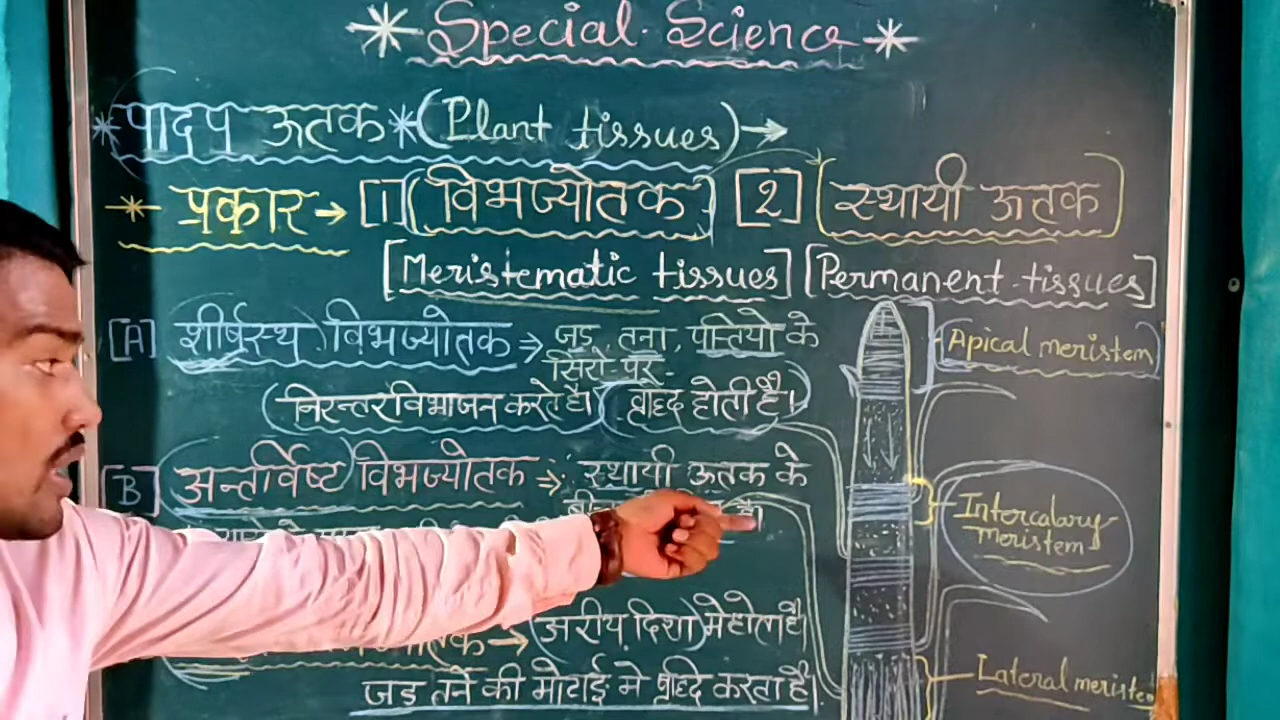 * Special Science *
* पादप ऊतक * (Plant tissues) →
* प्रकार → [1] (विभज्योतक) [2] (स्थायी ऊतक)
[Meristematic tissues] [Permanent tissues]
[A] शीर्षस्थ विभज्योतक ⇒ जड़, तना, पत्तियो के
सिरो पर -
(निरन्तर विभाजन करते है।) (वृद्धि होती है।)
Apical meristem
[B] अन्तर्विष्ट विभज्योतक ⇒ स्थायी ऊतक के
है।
Intercalary
meristem
→ (अरीय दिशा) मे होता है।
जड़ तने की मोटाई मे वृद्धि करता है।
Lateral meriste